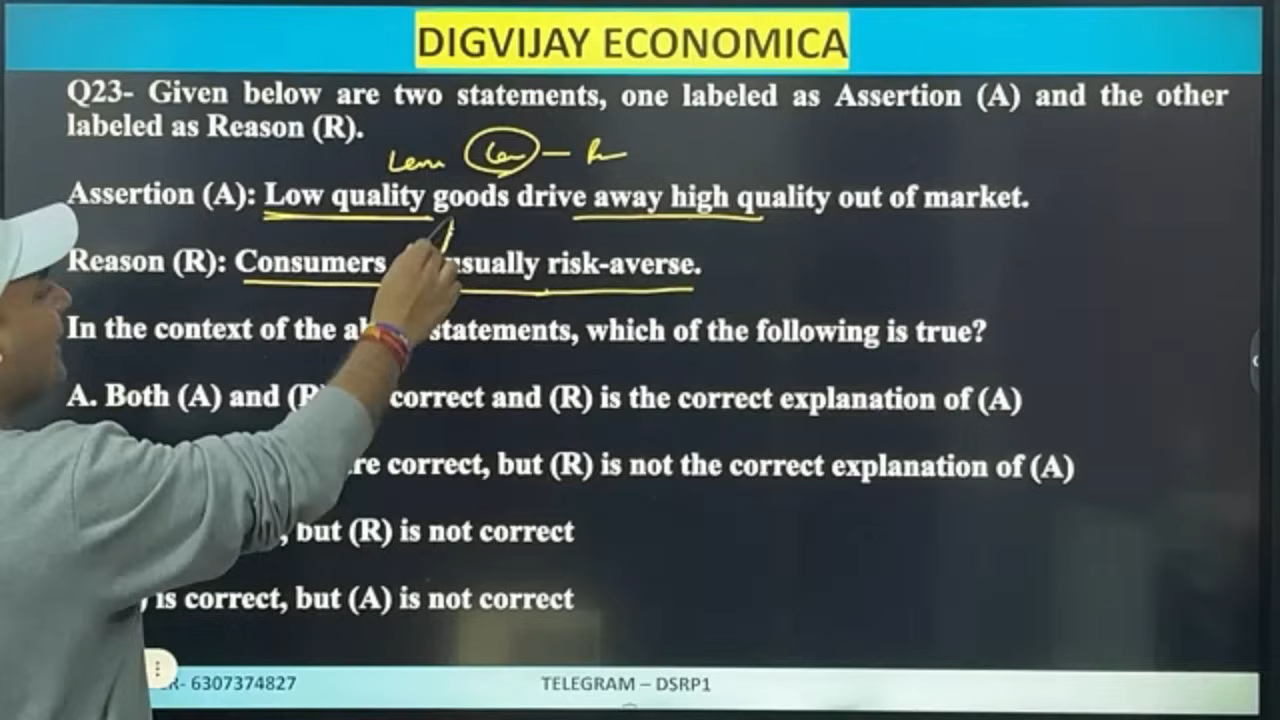 DIGVIJAY ECONOMICA
Q23- Given below are two statements, one labeled as Assertion (A) and the other
labeled as Reason (R).
Assertion (A): Low quality goods drive away high quality out of market.
Reason (R): Consumers usually risk-averse.
In the context of the statements, which of the following is true?
A. Both (A) and correct and (R) is the correct explanation of (A)
correct, but (R) is not the correct explanation of (A)
, but (R) is not correct
is correct, but (A) is not correct
6307374827
TELEGRAM – DSRP1